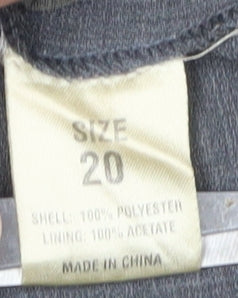 SIZE
20
SHELL: 100% POLYESTER
LINING: 100% ACETATE
MADE IN CHINA